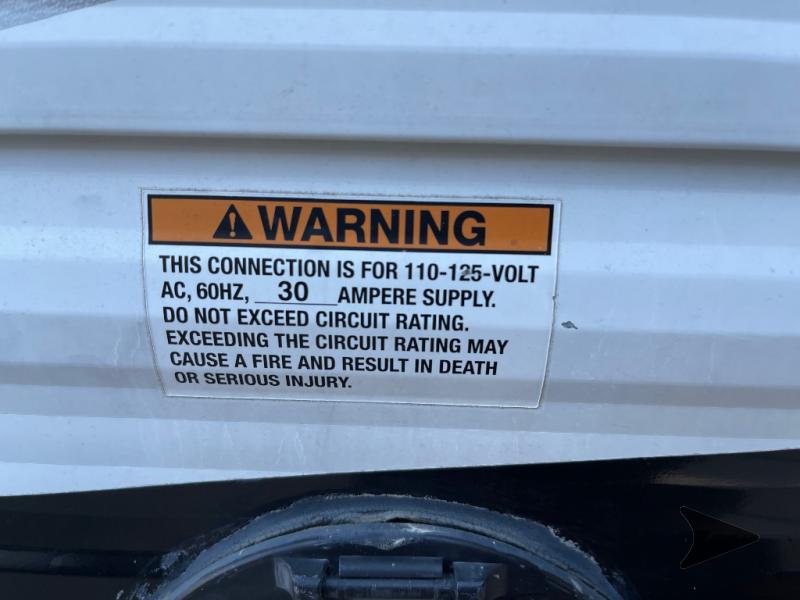 WARNING
THIS CONNECTION IS FOR 110-125-VOLT
AC, 60HZ, 30 AMPERE SUPPLY.
DO NOT EXCEED CIRCUIT RATING.
EXCEEDING THE CIRCUIT RATING MAY
CAUSE A FIRE AND RESULT IN DEATH
OR SERIOUS INJURY.